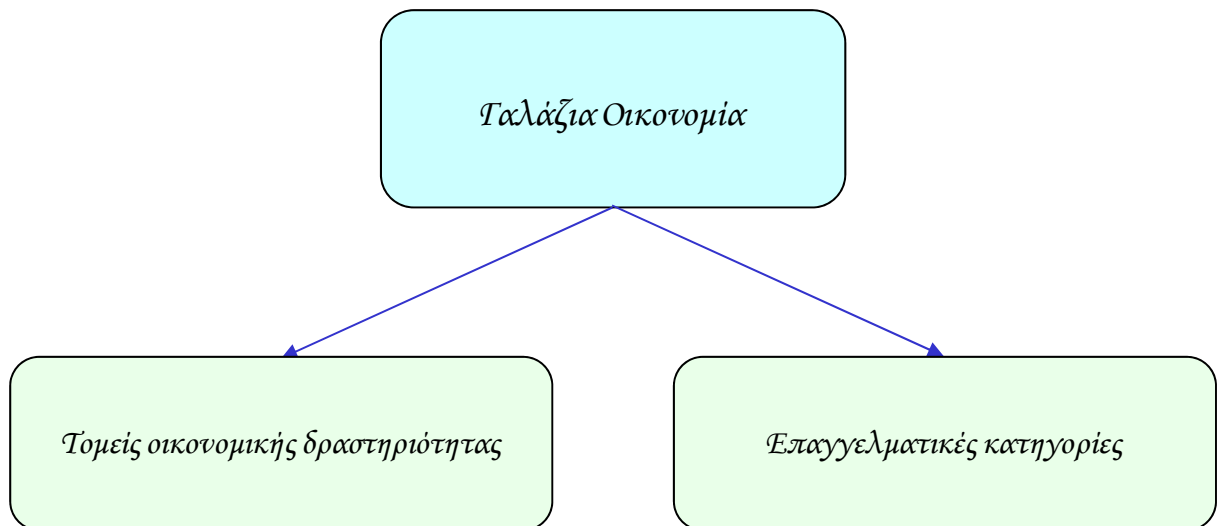 Γαλάζια Οικονομία
Τομείς οικονομικής δραστηριότητας
Επαγγελματικές κατηγορίες